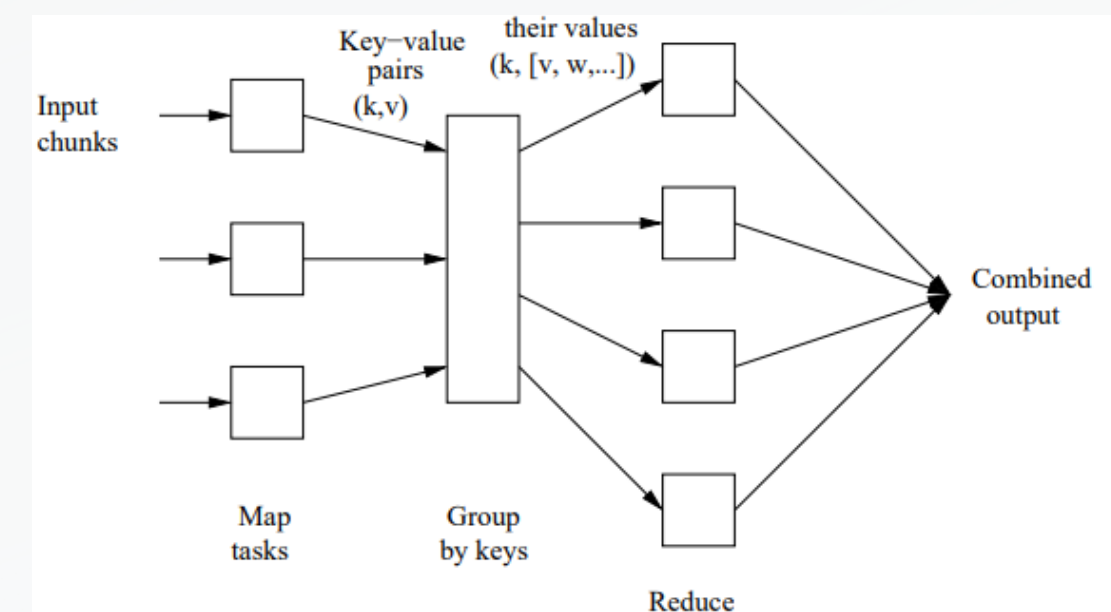 Input
chunks
Key−value
pairs
(k,v)
their values
(k, [v, w,...])
Combined
output
Map
tasks
Group
by keys
Reduce